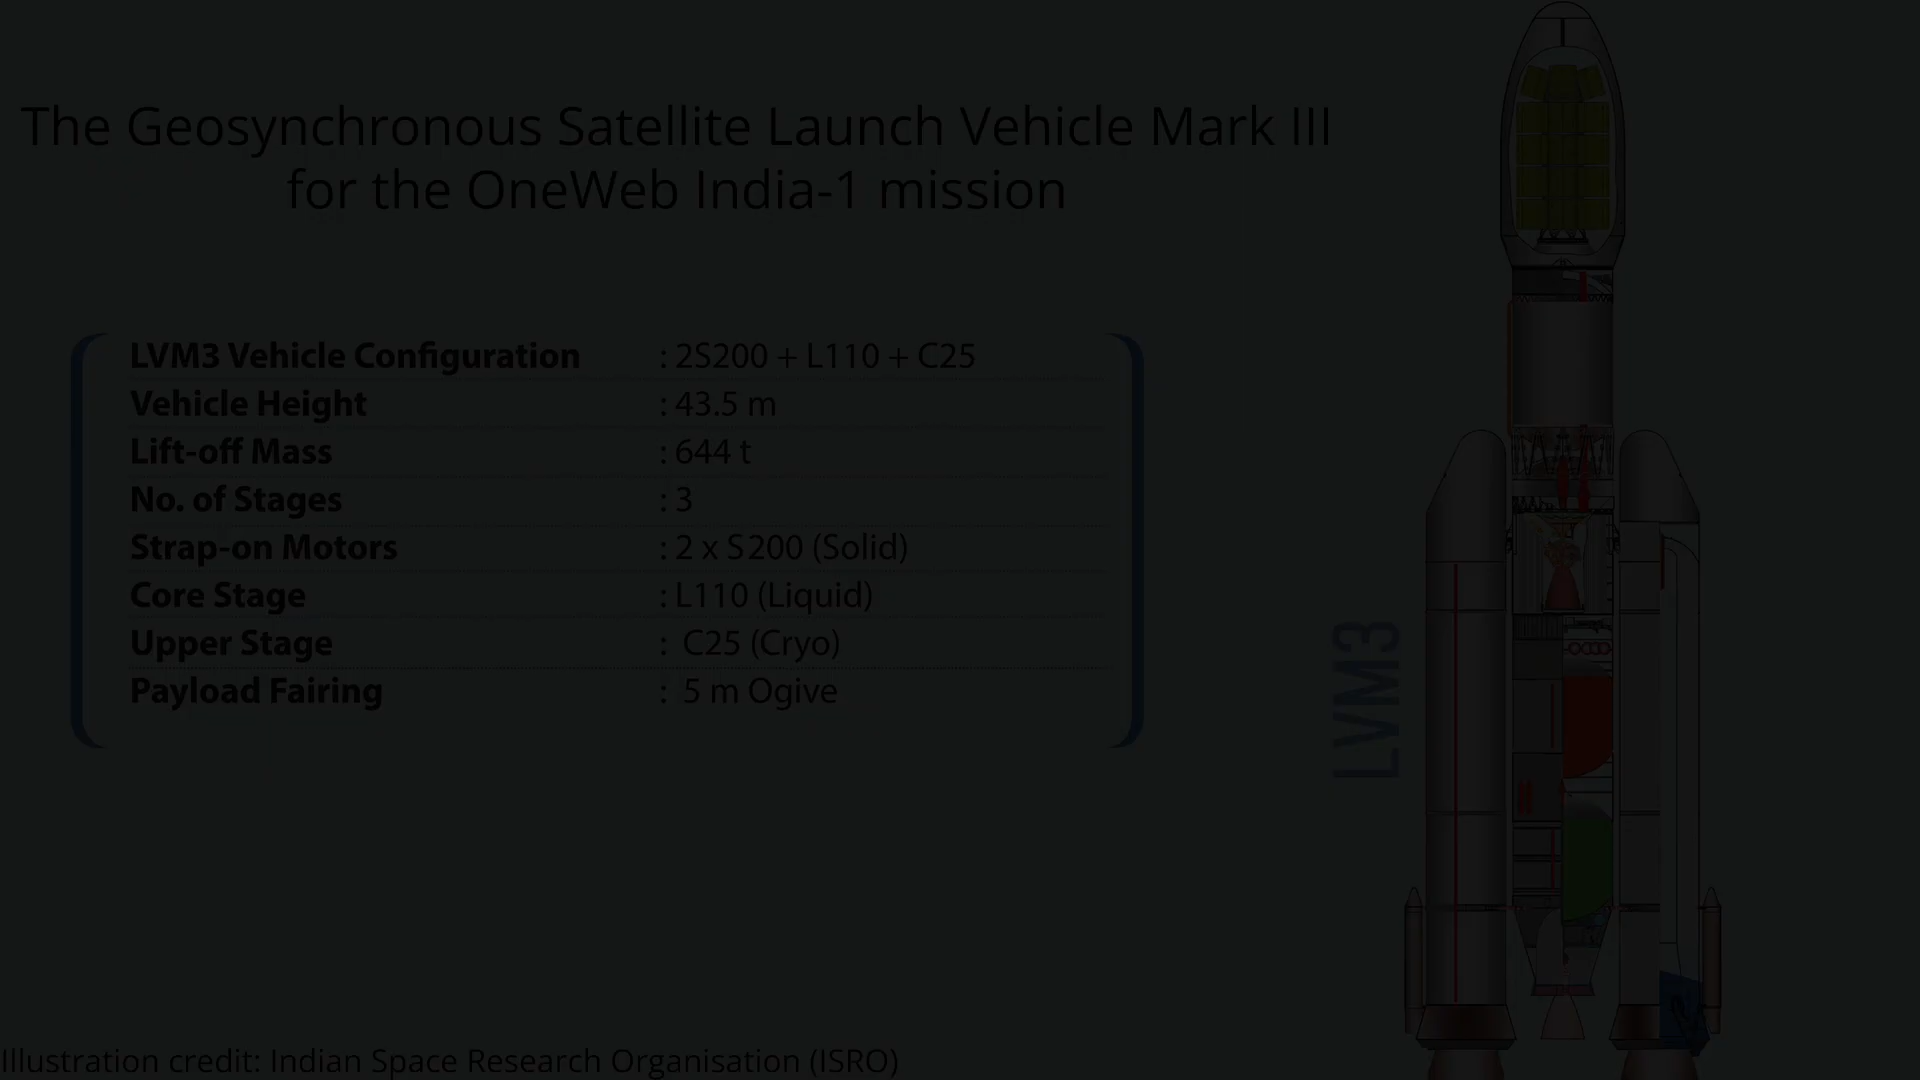 The Geosynchronous Satellite Launch Vehicle Mark III
for the OneWeb India-1 mission
LVM3 Vehicle Configuration : 2S200 + L110 + C25
Vehicle Height : 43.5 m
Lift-off Mass : 644 t
No. of Stages : 3
Strap-on Motors : 2 x S200 (Solid)
Core Stage : L110 (Liquid)
Upper Stage : C25 (Cryo)
Payload Fairing : 5 m Ogive
LVM3
Illustration credit: Indian Space Research Organisation (ISRO)